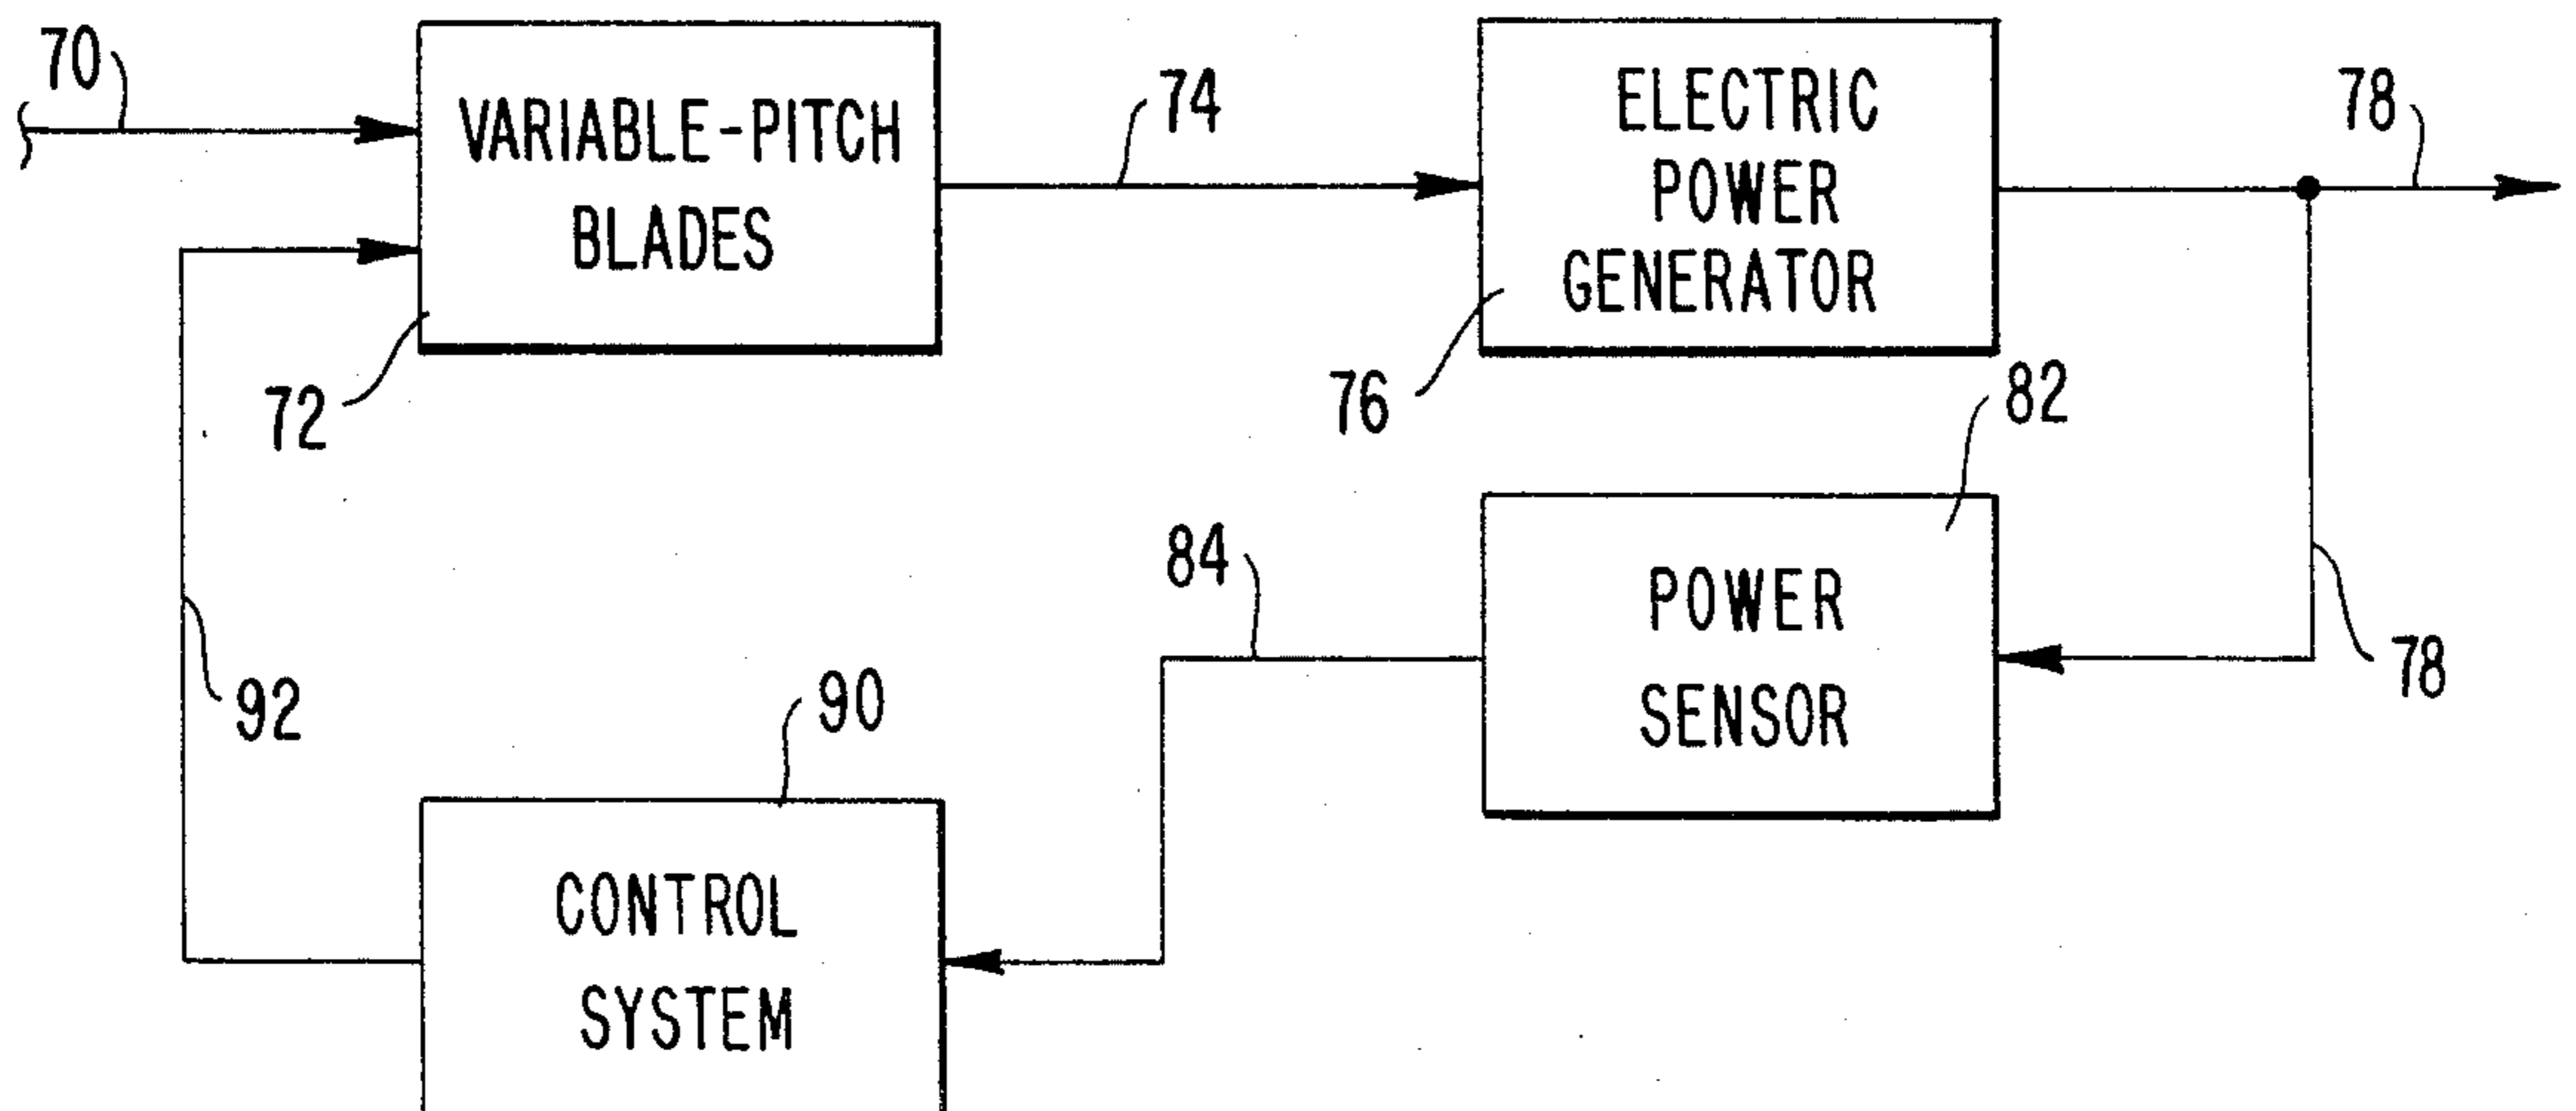 70
VARIABLE-PITCH
BLADES
72
74
ELECTRIC
POWER
GENERATOR
76
78
82
POWER
SENSOR
78
84
90
CONTROL
SYSTEM
92